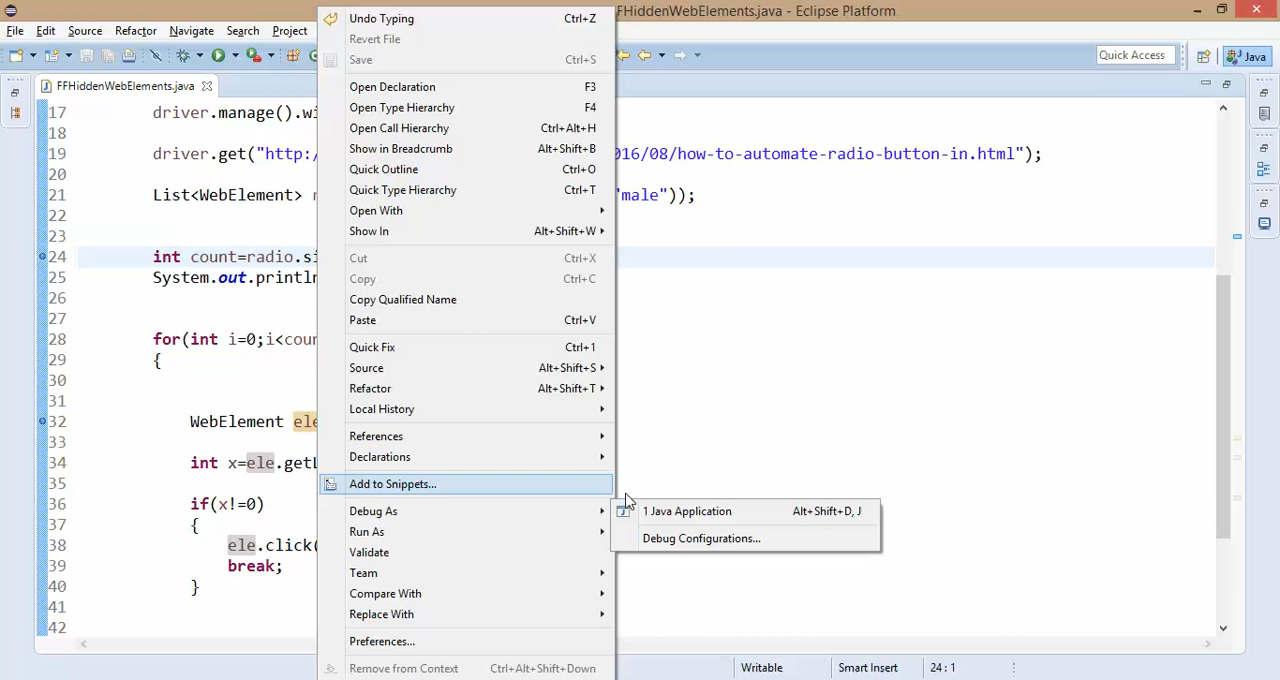 FHiddenWebElements.java - Eclipse Platform
File Edit Source Refactor Navigate Search Project
Quick Access
Java
FFHiddenWebElements.java
17 driver.manage().wi
18
19 driver.get("http:/ 016/08/how-to-automate-radio-button-in.html");
20
21 List<WebElement> "male"));
22
23
24 int count=radio.si
25 System.out.println
26
27
28 for(int i=0;i<coun
29 {
30
31
32 WebElement ele
33
34 int x=ele.getL
35
36 if(x!=0)
37 {
38 ele.click(
39 break;
40 }
41
42
Undo Typing Ctrl+Z
Revert File
Save Ctrl+S
Open Declaration F3
Open Type Hierarchy F4
Open Call Hierarchy Ctrl+Alt+H
Show in Breadcrumb Alt+Shift+B
Quick Outline Ctrl+O
Quick Type Hierarchy Ctrl+T
Open With
Show In Alt+Shift+W
Cut Ctrl+X
Copy Ctrl+C
Copy Qualified Name
Paste Ctrl+V
Quick Fix Ctrl+1
Source Alt+Shift+S
Refactor Alt+Shift+T
Local History
References
Declarations
Add to Snippets...
Debug As
Run As
Validate
Team
Compare With
Replace With
Preferences...
Remove from Context Ctrl+Alt+Shift+Down
1 Java Application Alt+Shift+D, J
Debug Configurations...
Writable Smart Insert 24 : 1